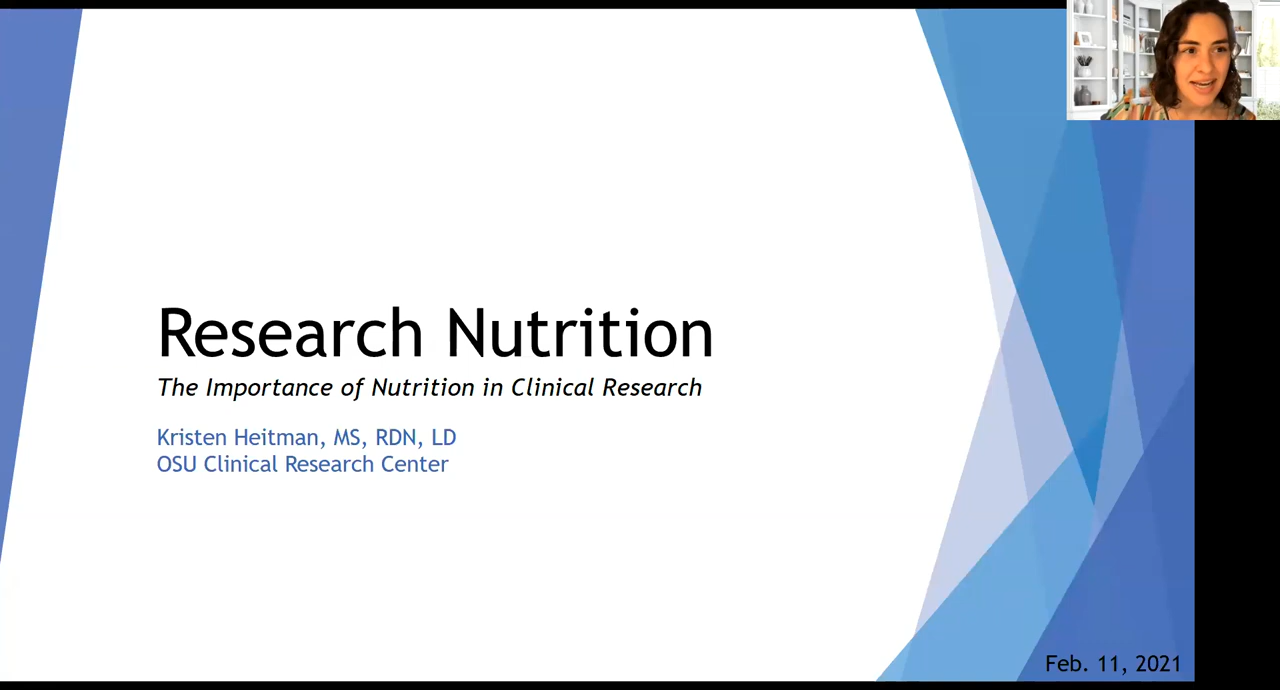 Research Nutrition
The Importance of Nutrition in Clinical Research
Kristen Heitman, MS, RDN, LD
OSU Clinical Research Center
Feb. 11, 2021